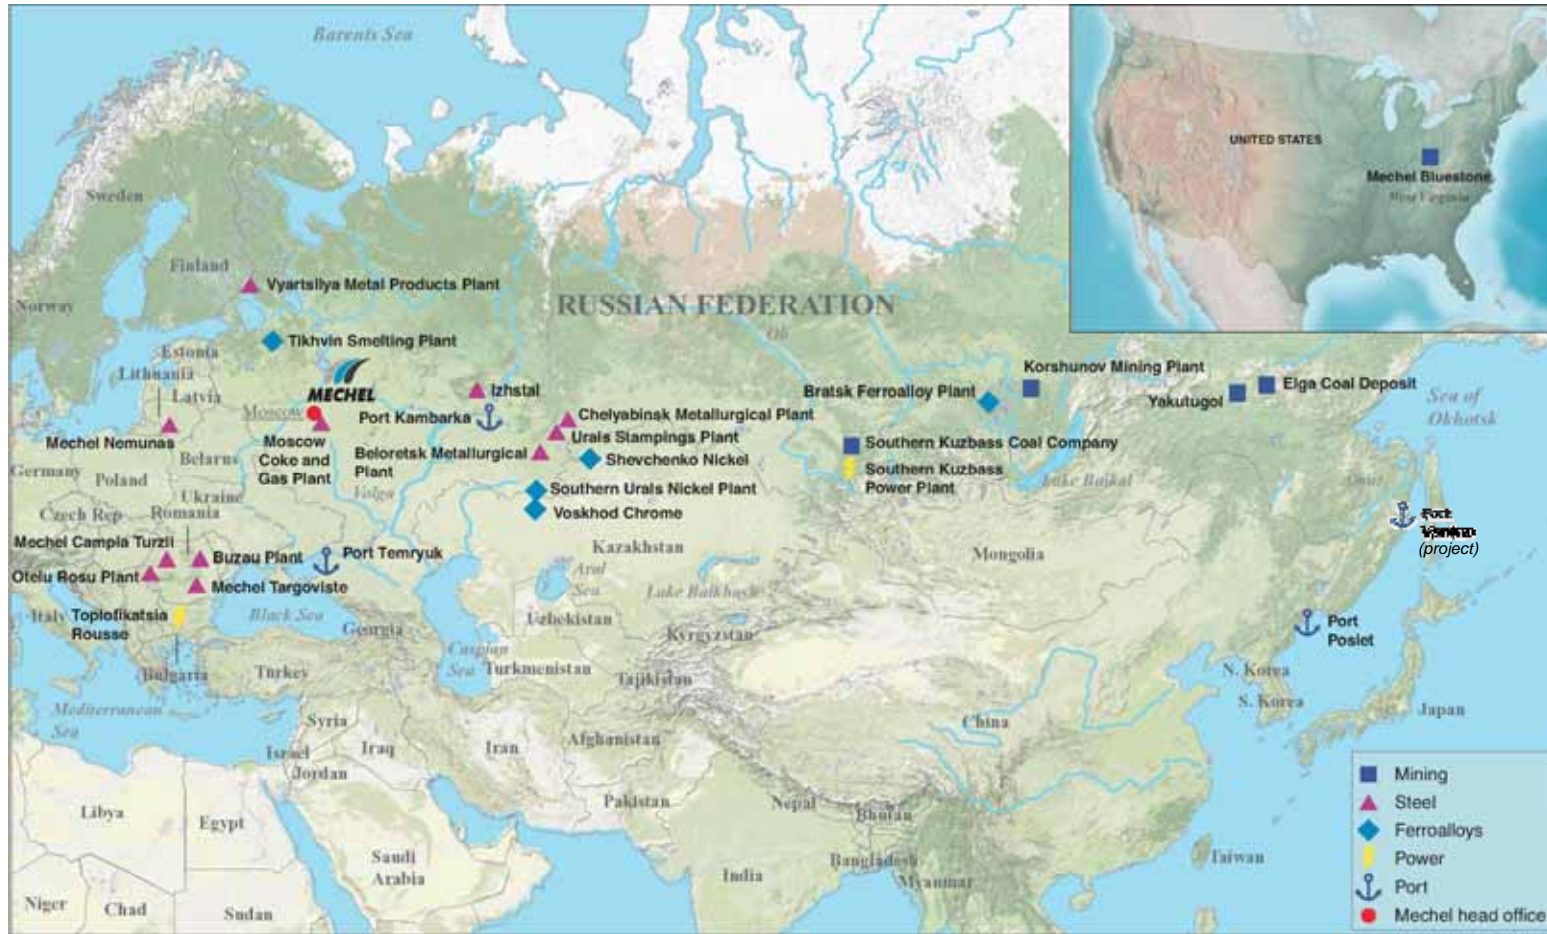 Barents Sea
UNITED STATES
Mechel Bluestone
West Virginia
Sweden
Finland
Norway
Vyartsilya Metal Products Plant
RUSSIAN FEDERATION
Ob
Tikhvin Smelting Plant
Estonia
Lithuania
Latvia
MECHEL
Moscow
Izhstal
Port Kambarka
Korshunov Mining Plant
Bratsk Ferroalloy Plant
Yakutugol
Elga Coal Deposit
Sea of
Okhotsk
Mechel Nemunas
Moscow
Coke and
Gas Plant
Chelyabinsk Metallurgical Plant
Urals Stampings Plant
Beloretsk Metallurgical
Plant
Shevchenko Nickel
Southern Kuzbass Coal Company
Southern Kuzbass
Power Plant
Lake Baikal
Amur
Germany
Poland
Belarus
Ukraine
Volga
Southern Urals Nickel Plant
Voskhod Chrome
Czech Rep
Romania
Port
(project)
Mechel Campia Turzii
Buzau Plant
Port Temryuk
Kazakhstan
Mongolia
Otelu Rosu Plant
Mechel Targoviste
Aral
Sea
Lake Balkhash
Italy
Toplofikatsia
Rousse
Black Sea
Georgia
Uzbekistan
Kyrgyzstan
Port
Posiet
Caspian
Sea
Turkmenistan
Tajikistan
Bulgaria
Turkey
N. Korea
S. Korea
Japan
Mediterranean
Sea
Syria
Israel
Jordan
Iraq
Iran
Afghanistan
China
Libya
Egypt
Pakistan
Nepal
Bhutan
Saudi
Arabia
India
Bangladesh
Myanmar
Taiwan
Niger
Chad
Sudan
Mining
Steel
Ferroalloys
Power
Port
Mechel head office